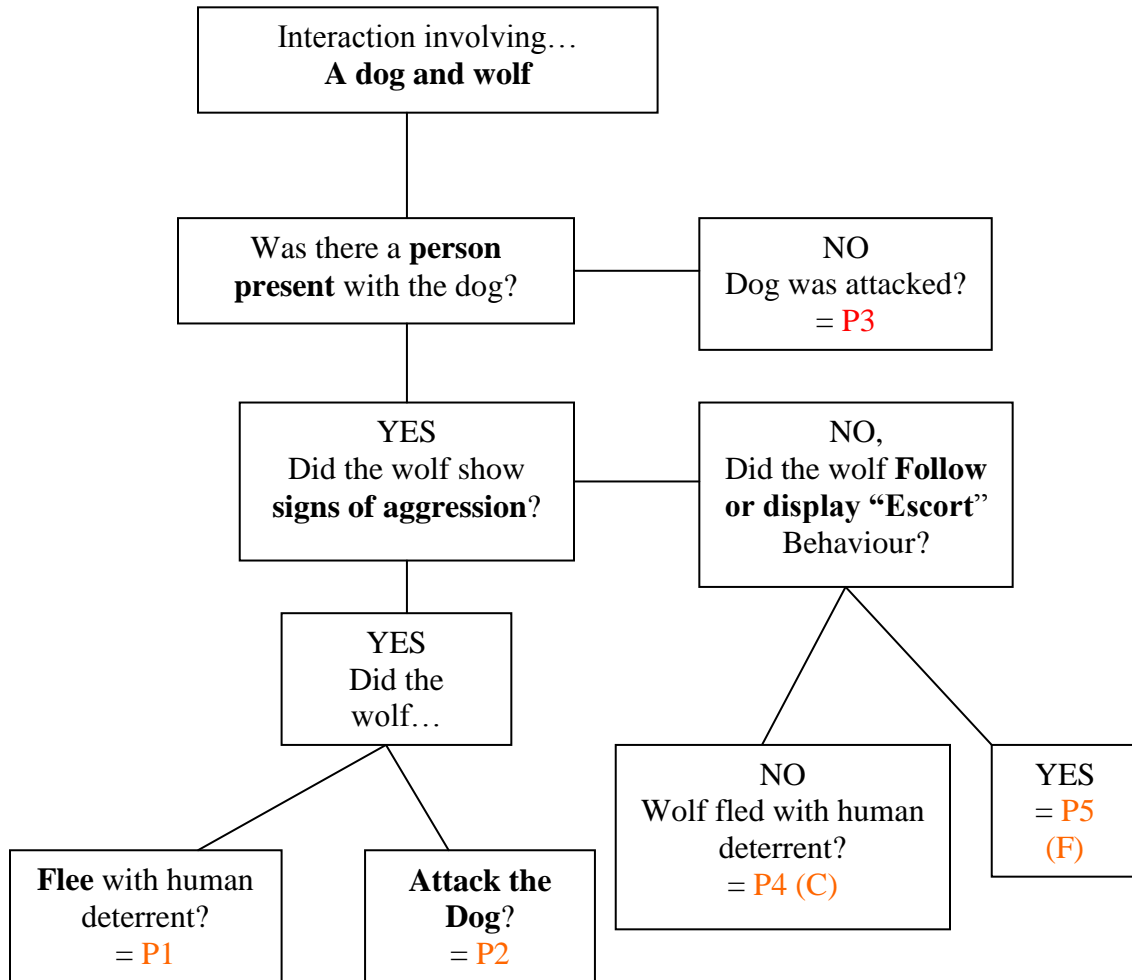 Interaction involving…
A dog and wolf
Was there a person
present with the dog?
NO
Dog was attacked?
= P3
YES
Did the wolf show
signs of aggression?
NO,
Did the wolf Follow
or display “Escort”
Behaviour?
YES
Did the
wolf…
NO
Wolf fled with human
deterrent?
= P4 (C)
YES
= P5
(F)
Flee with human
deterrent?
= P1
Attack the
Dog?
= P2